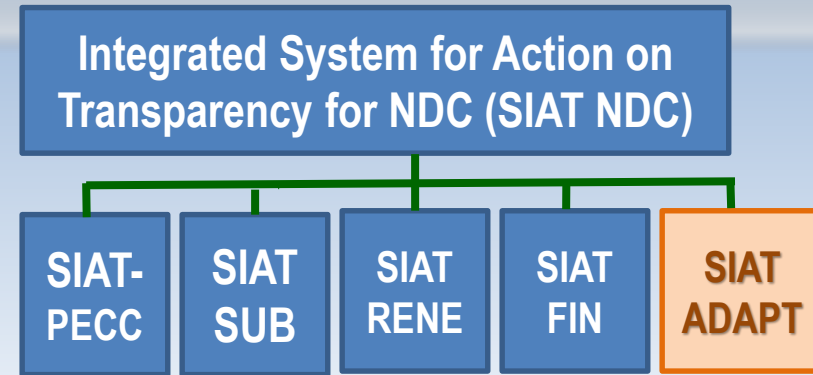 Integrated System for Action on
Transparency for NDC (SIAT NDC)
SIAT-
PECC
SIAT
SUB
SIAT
RENE
SIAT
FIN
SIAT
ADAPT